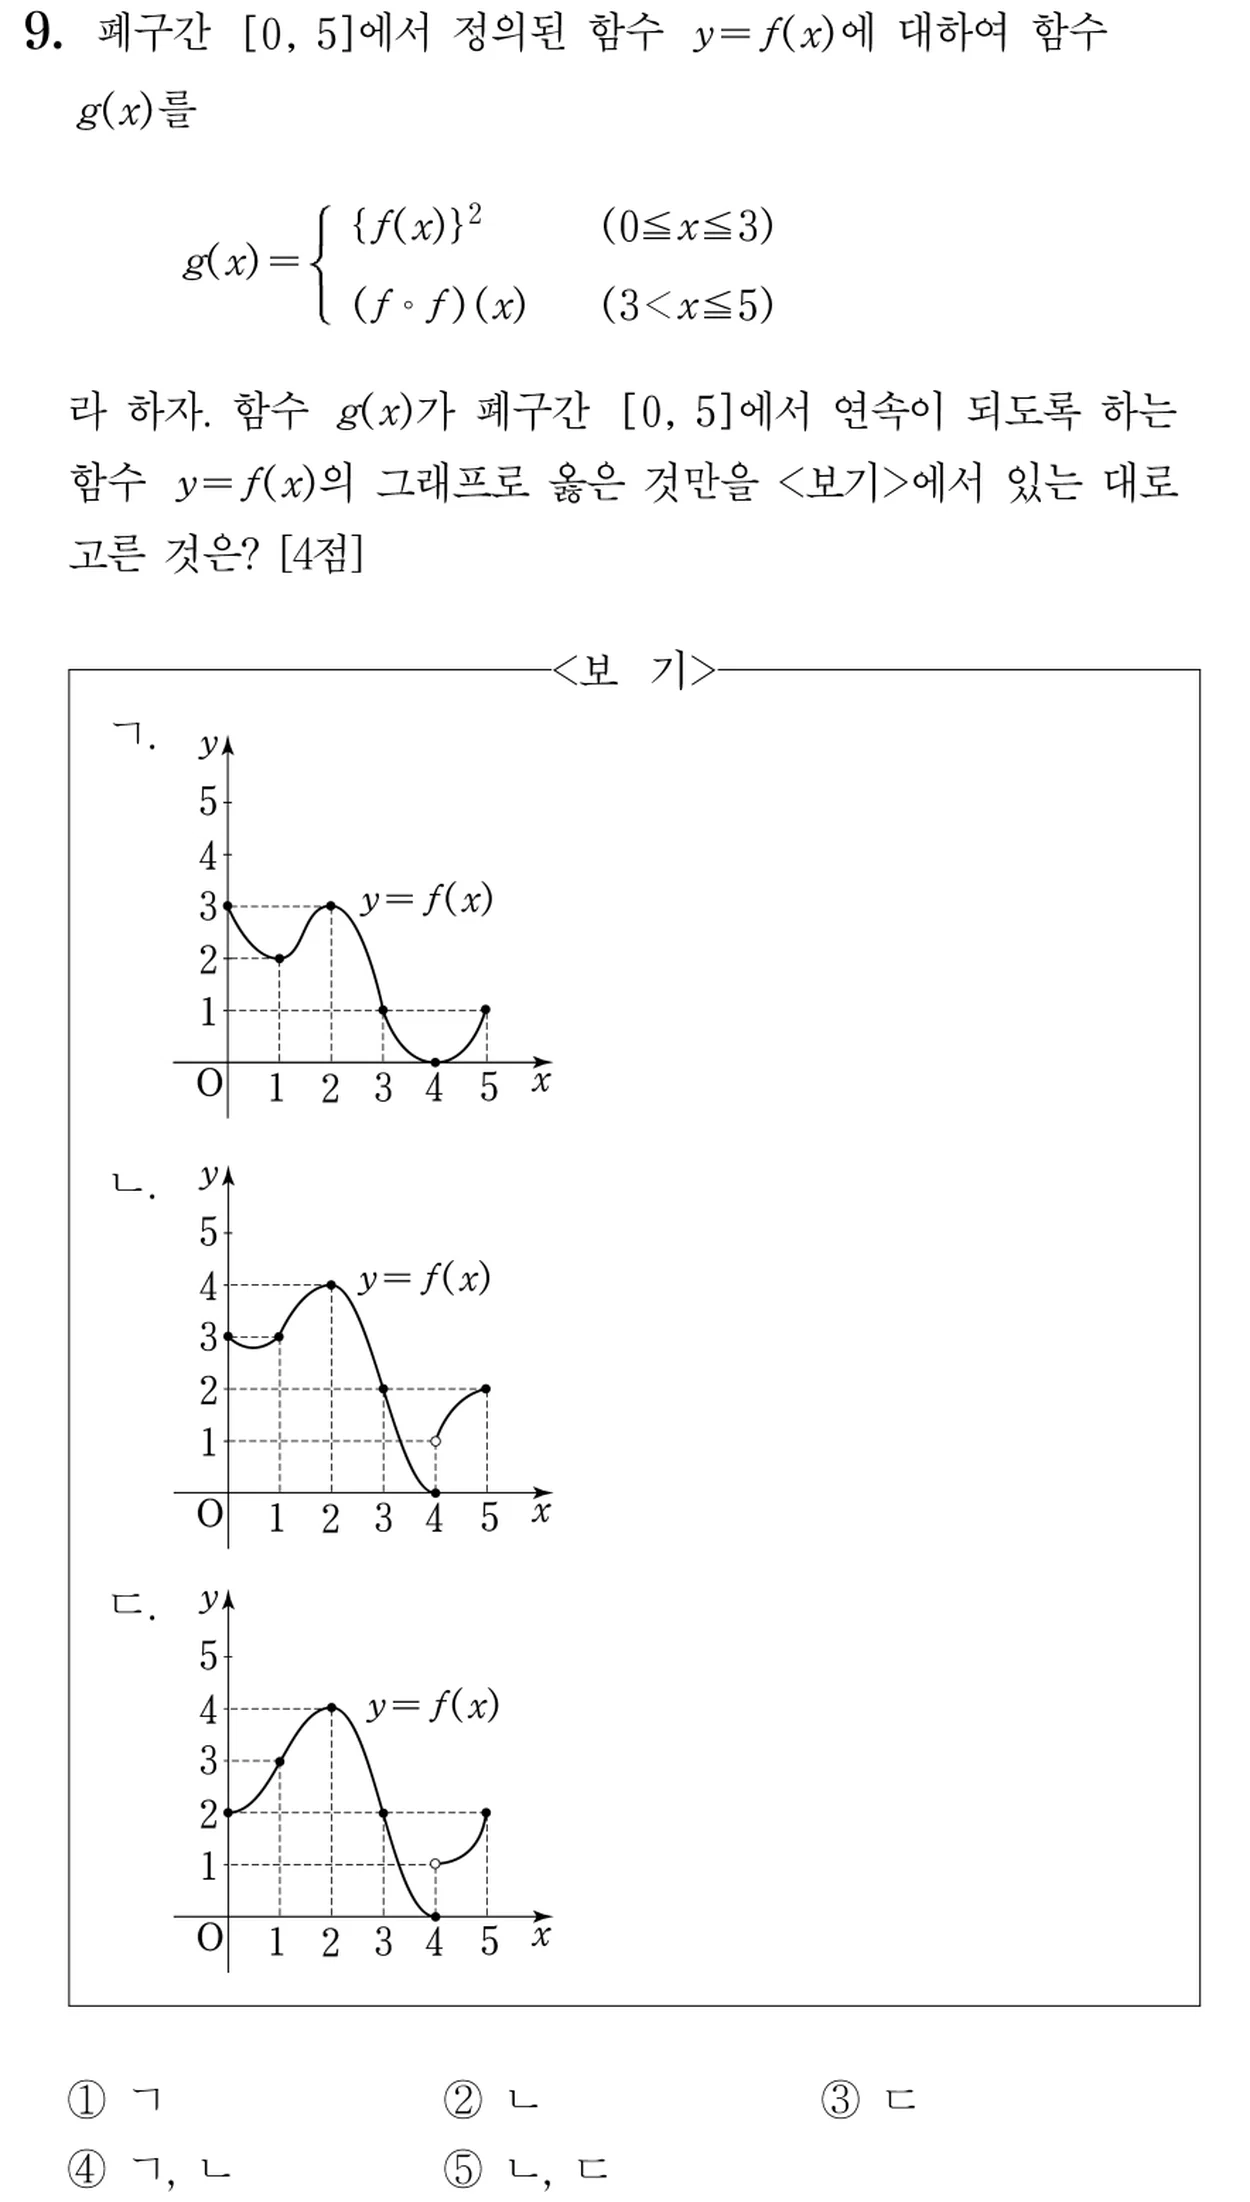 9. 폐구간 [0, 5]에서 정의된 함수 y=f(x)에 대하여 함수
g(x)를
g(x)={ {f(x)}² (0≦x≦3)
(f∘f)(x) (3<x≦5)
라 하자. 함수 g(x)가 폐구간 [0, 5]에서 연속이 되도록 하는
함수 y=f(x)의 그래프로 옳은 것만을 <보기>에서 있는 대로
고른 것은? [4점]
<보 기>
ㄱ.
y
5
4
3 y=f(x)
2
1
O 1 2 3 4 5 x
ㄴ.
y
5
4 y=f(x)
3
2
1
O 1 2 3 4 5 x
ㄷ.
y
5
4 y=f(x)
3
2
1
O 1 2 3 4 5 x
① ㄱ ② ㄴ ③ ㄷ
④ ㄱ, ㄴ ⑤ ㄴ, ㄷ